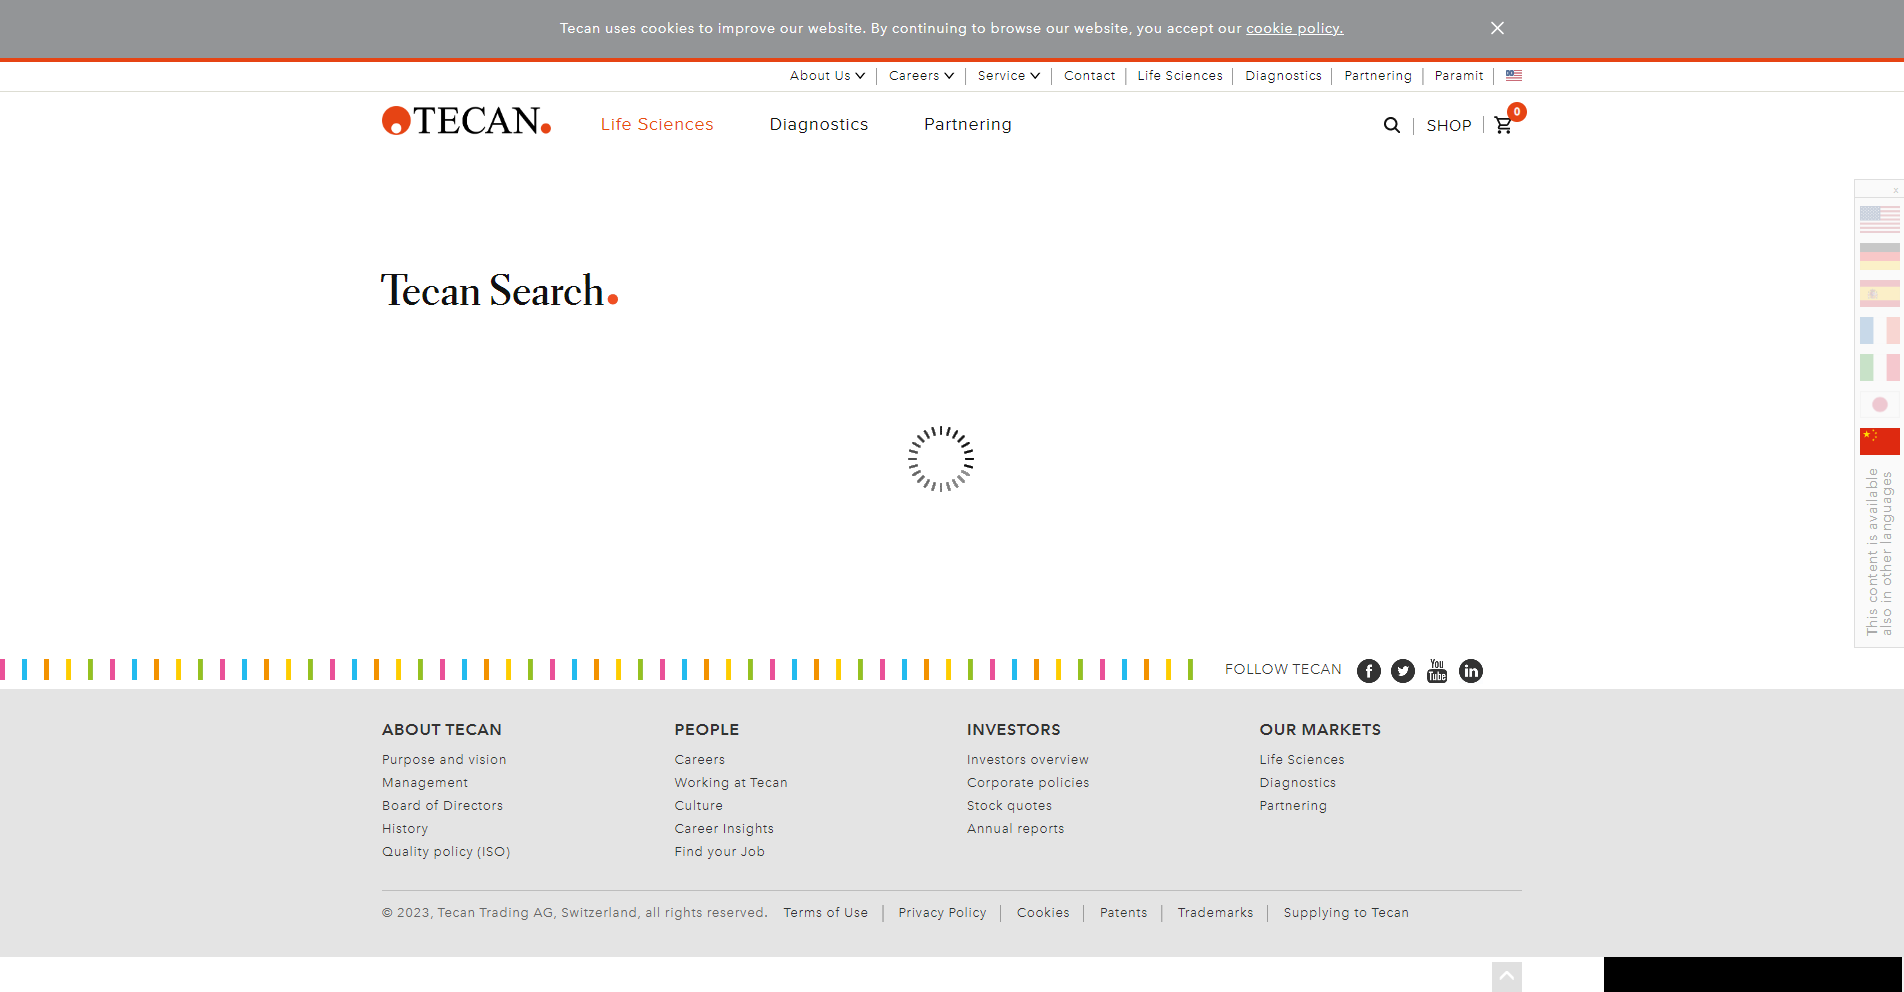 Tecan uses cookies to improve our website. By continuing to browse our website, you accept our cookie policy.
About Us
Careers
Service
Contact
Life Sciences
Diagnostics
Partnering
Paramit
TECAN.
Life Sciences
Diagnostics
Partnering
SHOP
0
x
Tecan Search.
This content is available
also in other languages
FOLLOW TECAN
You
Tube
ABOUT TECAN
Purpose and vision
Management
Board of Directors
History
Quality policy (ISO)
PEOPLE
Careers
Working at Tecan
Culture
Career Insights
Find your Job
INVESTORS
Investors overview
Corporate policies
Stock quotes
Annual reports
OUR MARKETS
Life Sciences
Diagnostics
Partnering
© 2023, Tecan Trading AG, Switzerland, all rights reserved.
Terms of Use
Privacy Policy
Cookies
Patents
Trademarks
Supplying to Tecan